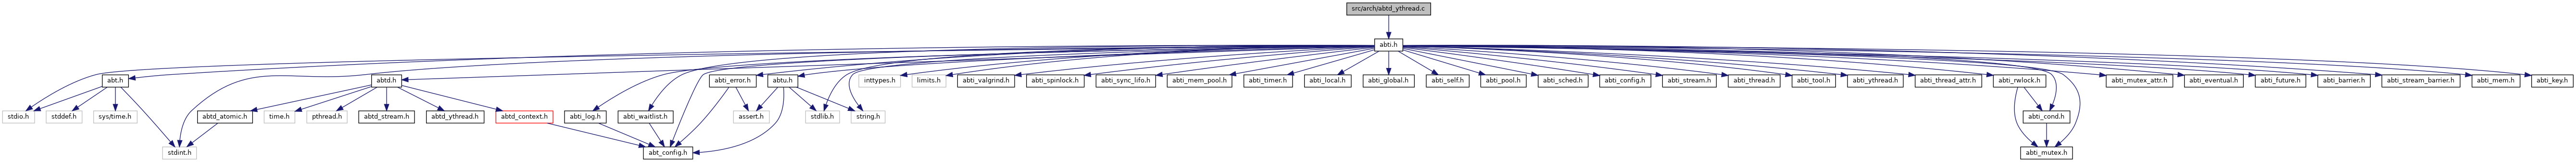 src/arch/abtd_ythread.c
abti.h
abt.h
abtd.h
abti_error.h
abtu.h
inttypes.h
limits.h
abti_valgrind.h
abti_spinlock.h
abti_sync_lifo.h
abti_mem_pool.h
abti_timer.h
abti_local.h
abti_global.h
abti_self.h
abti_pool.h
abti_sched.h
abti_config.h
abti_stream.h
abti_thread.h
abti_tool.h
abti_ythread.h
abti_thread_attr.h
abti_rwlock.h
abti_mutex_attr.h
abti_eventual.h
abti_future.h
abti_barrier.h
abti_stream_barrier.h
abti_mem.h
abti_key.h
stdio.h
stddef.h
sys/time.h
abtd_atomic.h
time.h
pthread.h
abtd_stream.h
abtd_ythread.h
abtd_context.h
abti_log.h
abti_waitlist.h
assert.h
stdlib.h
string.h
abti_cond.h
stdint.h
abt_config.h
abti_mutex.h